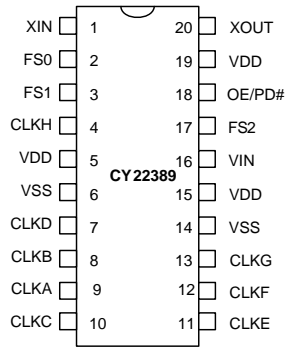 XIN 1 20 XOUT
FS0 2 19 VDD
FS1 3 18 OE/PD#
CLKH 4 17 FS2
VDD 5 16 VIN
CY22389
VSS 6 15 VDD
CLKD 7 14 VSS
CLKB 8 13 CLKG
CLKA 9 12 CLKF
CLKC 10 11 CLKE